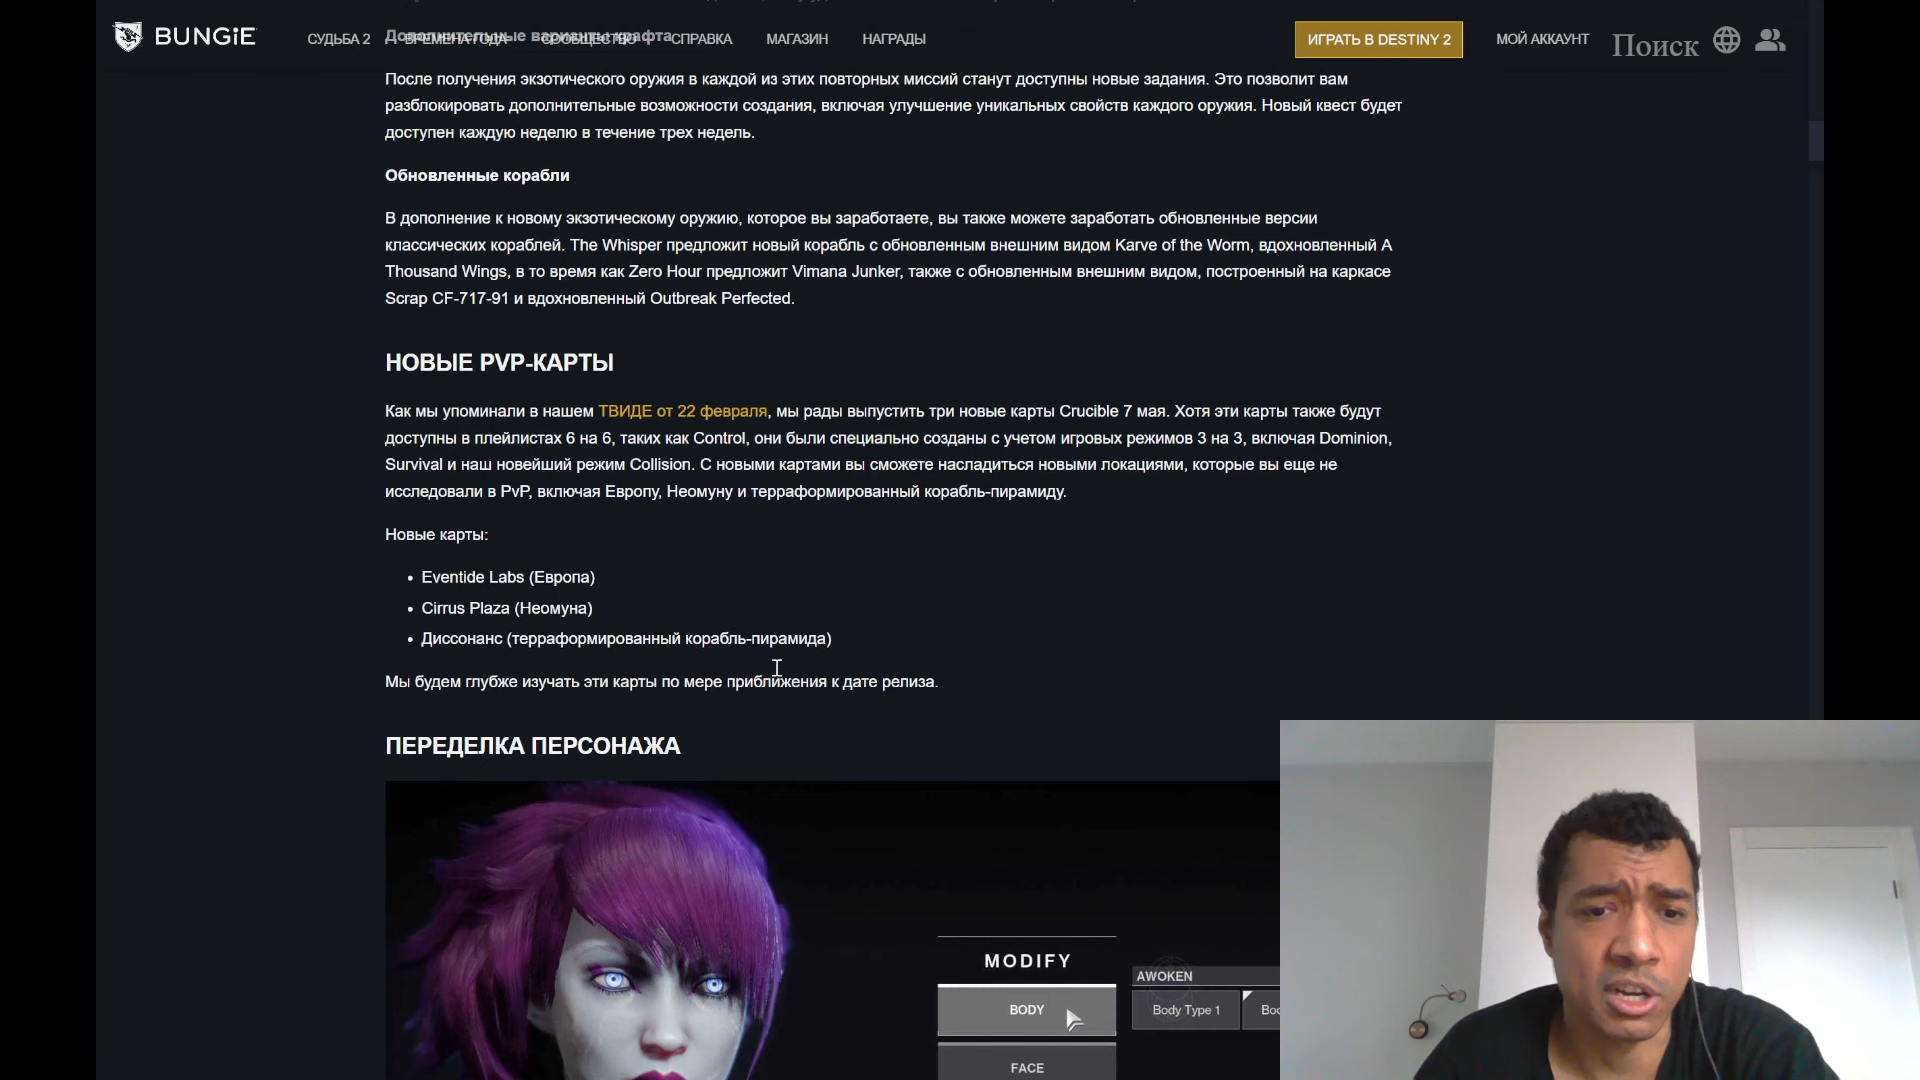 BUNGiE
СУДЬБА 2 ВРЕМЕНА ГОДА СООБЩЕСТВО СПРАВКА МАГАЗИН НАГРАДЫ ИГРАТЬ В DESTINY 2 МОЙ АККАУНТ Поиск
Дополнительные варианты крафта
После получения экзотического оружия в каждой из этих повторных миссий станут доступны новые задания. Это позволит вам
разблокировать дополнительные возможности создания, включая улучшение уникальных свойств каждого оружия. Новый квест будет
доступен каждую неделю в течение трех недель.
Обновленные корабли
В дополнение к новому экзотическому оружию, которое вы заработаете, вы также можете заработать обновленные версии
классических кораблей. The Whisper предложит новый корабль с обновленным внешним видом Karve of the Worm, вдохновленный A
Thousand Wings, в то время как Zero Hour предложит Vimana Junker, также с обновленным внешним видом, построенный на каркасе
Scrap CF-717-91 и вдохновленный Outbreak Perfected.
НОВЫЕ PVP-КАРТЫ
Как мы упоминали в нашем ТВИДЕ от 22 февраля, мы рады выпустить три новые карты Crucible 7 мая. Хотя эти карты также будут
доступны в плейлистах 6 на 6, таких как Control, они были специально созданы с учетом игровых режимов 3 на 3, включая Dominion,
Survival и наш новейший режим Collision. С новыми картами вы сможете насладиться новыми локациями, которые вы еще не
исследовали в PvP, включая Европу, Неомуну и терраформированный корабль-пирамиду.
Новые карты:
• Eventide Labs (Европа)
• Cirrus Plaza (Неомуна)
• Диссонанс (терраформированный корабль-пирамида)
Мы будем глубже изучать эти карты по мере приближения к дате релиза.
ПЕРЕДЕЛКА ПЕРСОНАЖА
MODIFY
AWOKEN
BODY
Body Type 1
FACE